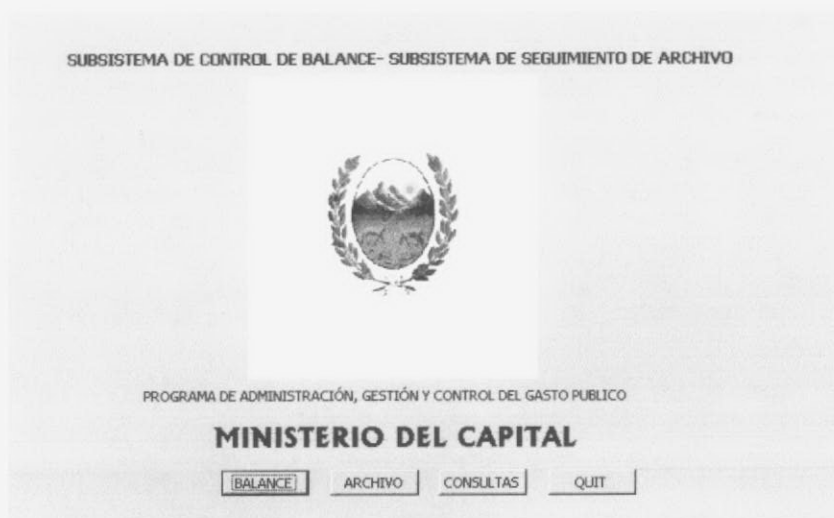 SUBSISTEMA DE CONTROL DE BALANCE- SUBSISTEMA DE SEGUIMIENTO DE ARCHIVO
PROGRAMA DE ADMINISTRACIÓN, GESTIÓN Y CONTROL DEL GASTO PUBLICO
MINISTERIO DEL CAPITAL
BALANCE ARCHIVO CONSULTAS QUIT